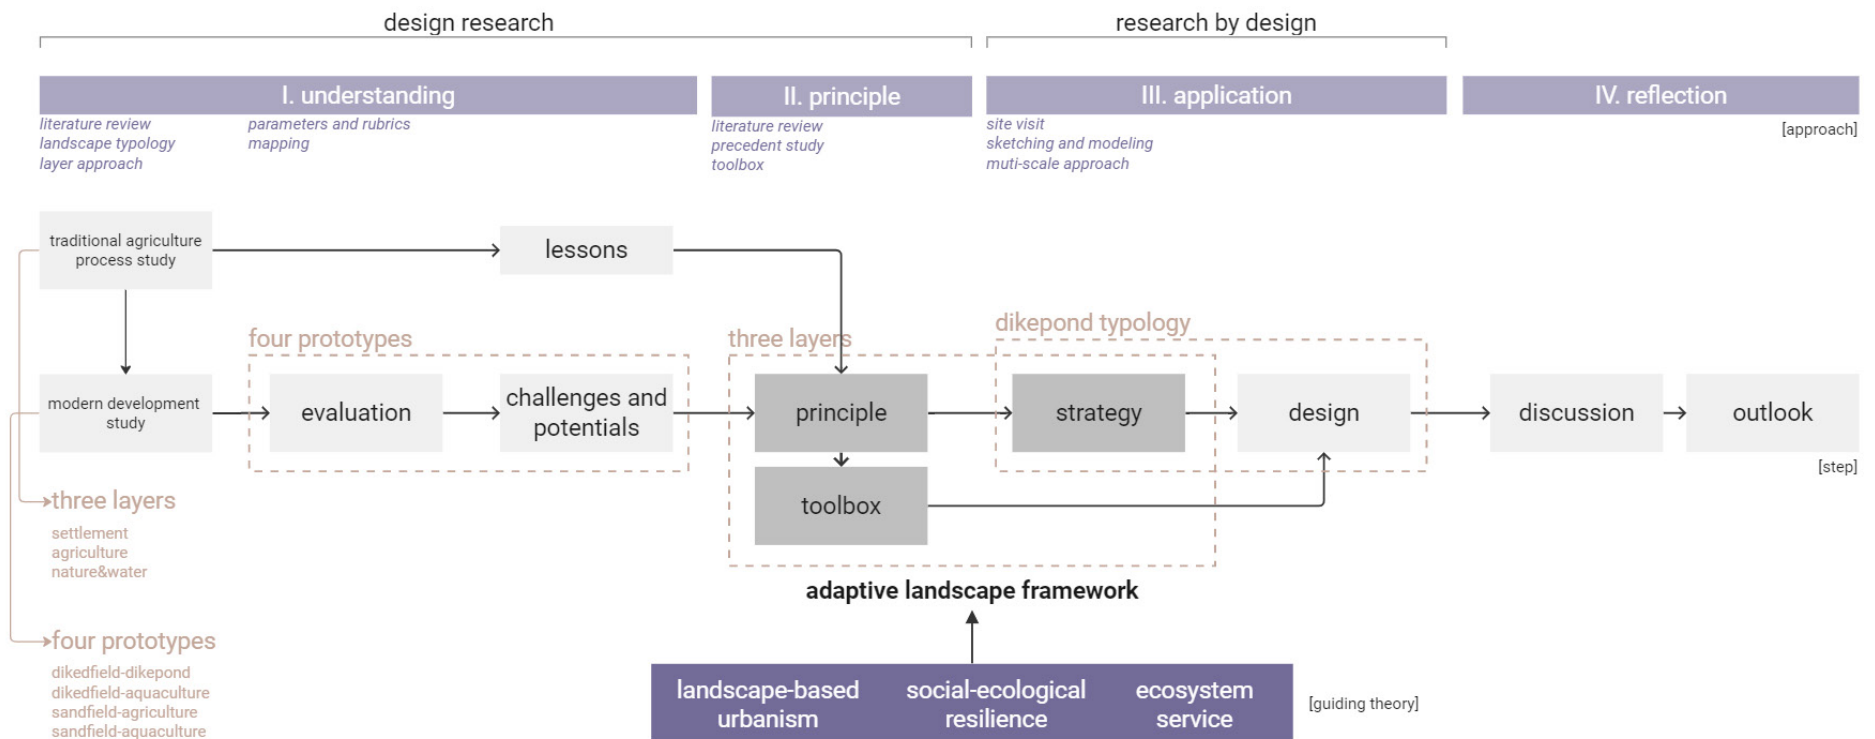 design research
research by design
I. understanding
II. principle
III. application
IV. reflection
literature review
landscape typology
layer approach
parameters and rubrics
mapping
literature review
precedent study
toolbox
site visit
sketching and modeling
muti-scale approach
[approach]
traditional agriculture
process study
lessons
four prototypes
three layers
dikepond typology
modern development
study
evaluation
challenges and
potentials
principle
strategy
design
discussion
outlook
[step]
toolbox
three layers
settlement
agriculture
nature&water
adaptive landscape framework
four prototypes
dikedfield-dikepond
dikedfield-aquaculture
sandfield-agriculture
sandfield-aquaculture
landscape-based
urbanism
social-ecological
resilience
ecosystem
service
[guiding theory]